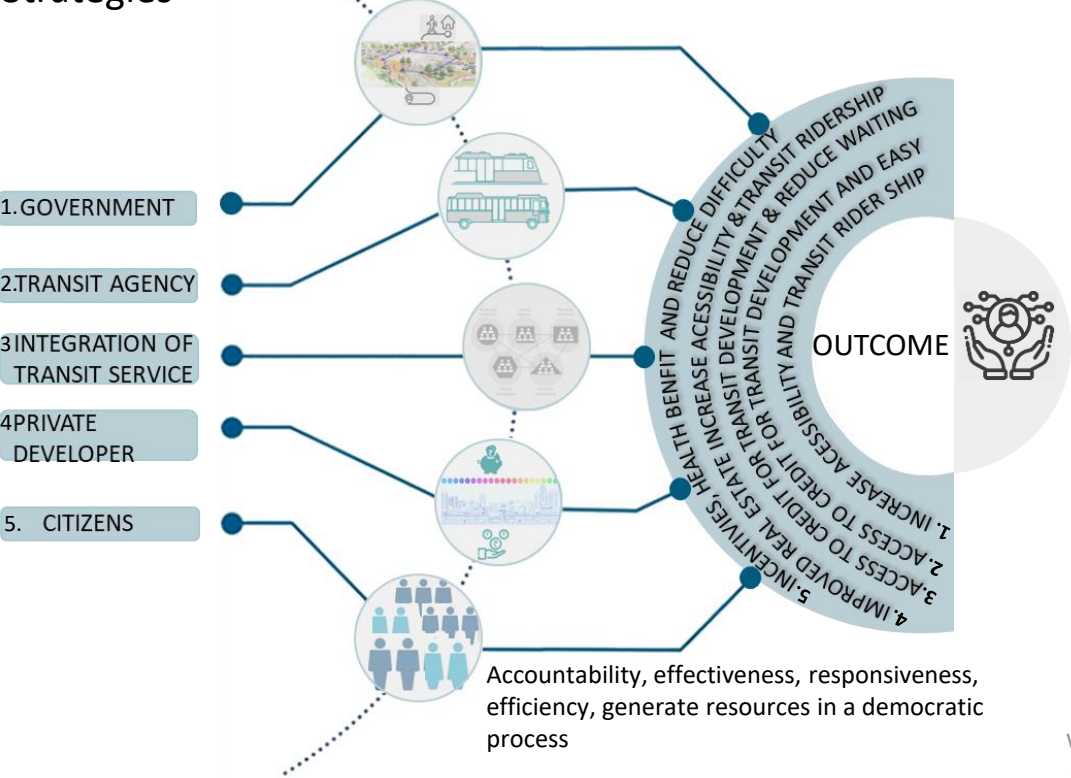 Strategies
1. GOVERNMENT
2.TRANSIT AGENCY
3 INTEGRATION OF
TRANSIT SERVICE
4PRIVATE
DEVELOPER
5. CITIZENS
1. INCREASE ACESSIBILITY AND TRANSIT RIDER SHIP
2. ACCESS TO CREDIT FOR TRANSIT DEVELOPMENT AND EASY
3.ACCESS TO CREDIT FOR TRANSIT DEVELOPMENT & REDUCE WAITING
4. IMPROVED REAL ESTATE INCREASE ACESSIBILITY & TRANSIT RIDERSHIP
5.INCENTIVIES, HEALTH BENEFIT AND REDUCE DIFFICULTY
OUTCOME
Accountability, effectiveness, responsiveness,
efficiency, generate resources in a democratic
process